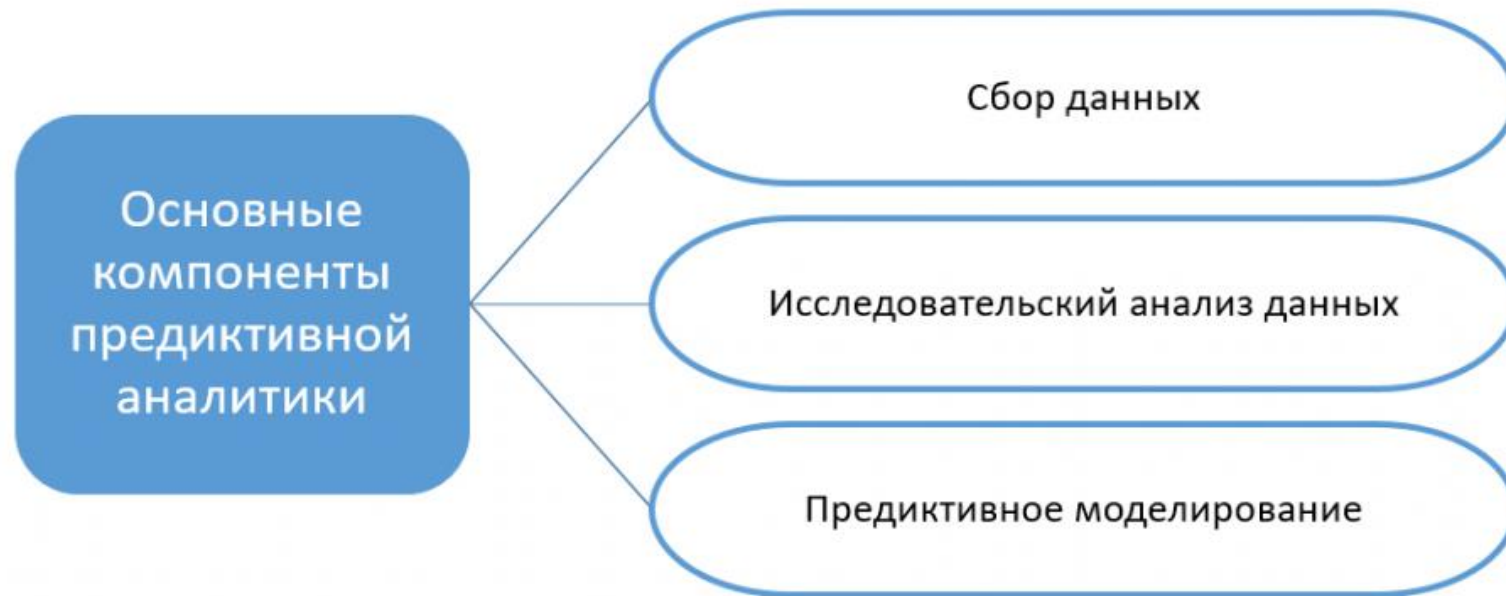 Основные
компоненты
предиктивной
аналитики
Сбор данных
Исследовательский анализ данных
Предиктивное моделирование